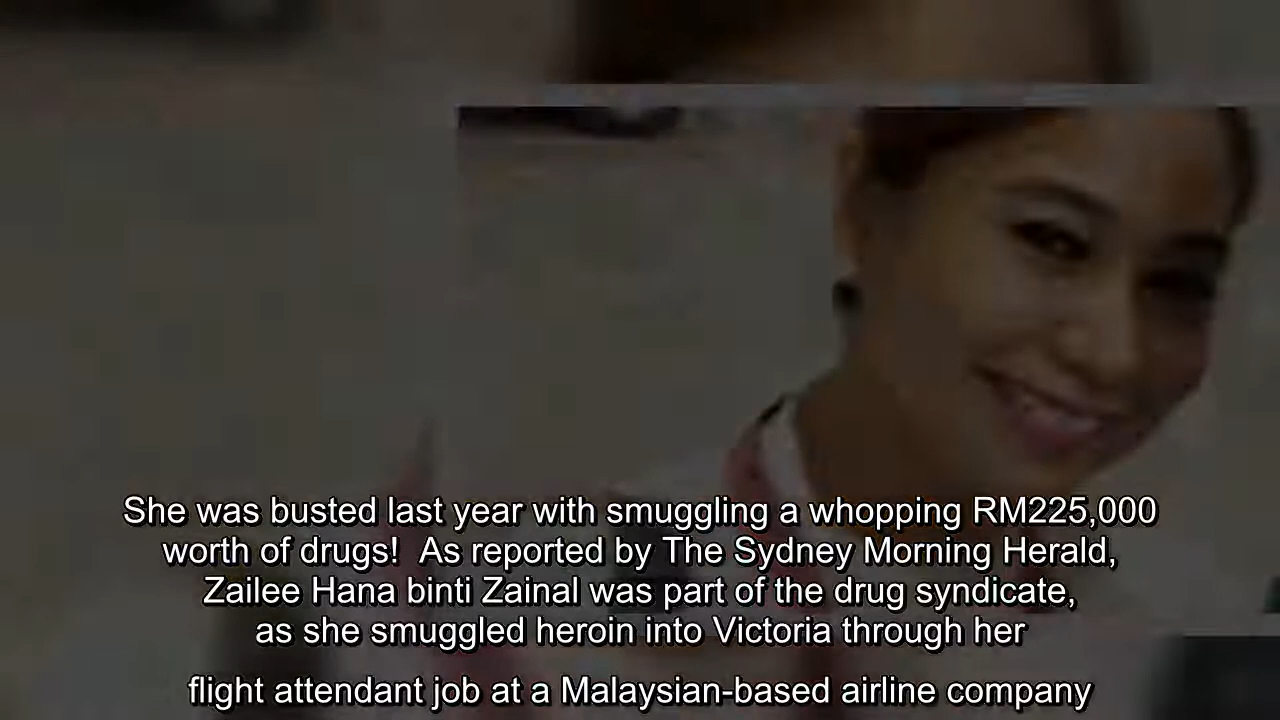 She was busted last year with smuggling a whopping RM225,000
worth of drugs!  As reported by The Sydney Morning Herald,
Zailee Hana binti Zainal was part of the drug syndicate,
as she smuggled heroin into Victoria through her
flight attendant job at a Malaysian-based airline company